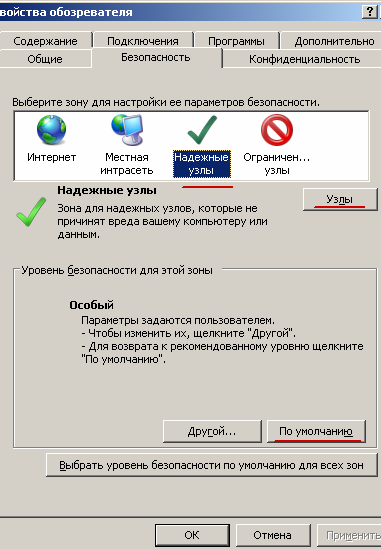 войства обозревателя
?
Содержание Подключения Программы Дополнительно
Общие Безопасность Конфиденциальность
Выберите зону для настройки ее параметров безопасности.
Интернет Местная интрасеть Надежные узлы Ограничен... узлы
Надежные узлы
Узлы
Зона для надежных узлов, которые не
причинят вреда вашему компьютеру или
данным.
Уровень безопасности для этой зоны
Особый
Параметры задаются пользователем.
- Чтобы изменить их, щелкните "Другой".
- Для возврата к рекомендованному уровню щелкните
"По умолчанию".
Другой... По умолчанию
Выбрать уровень безопасности по умолчанию для всех зон
OK Отмена Применить